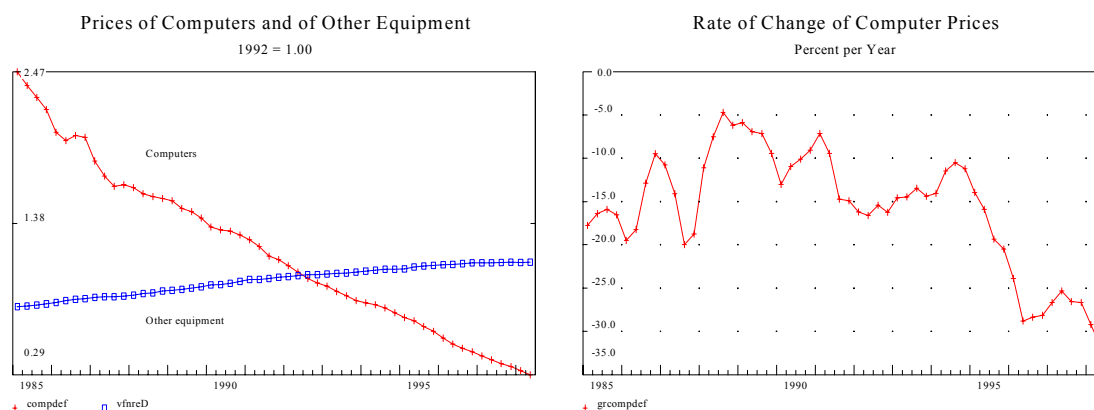 Prices of Computers and of Other Equipment
1992 = 1.00
2.47
Computers
1.38
Other equipment
0.29
1985 1990 1995
compdef vfnreD
Rate of Change of Computer Prices
Percent per Year
0.0
-5.0
-10.0
-15.0
-20.0
-25.0
-30.0
-35.0
1985 1990 1995
grcompdef